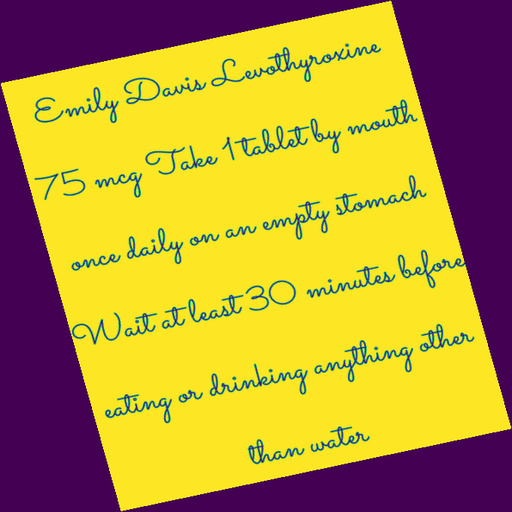 Emily Davis Levothyroxine
75 mcg Take 1 tablet by mouth
once daily on an empty stomach
Wait at least 30 minutes before
eating or drinking anything other
than water